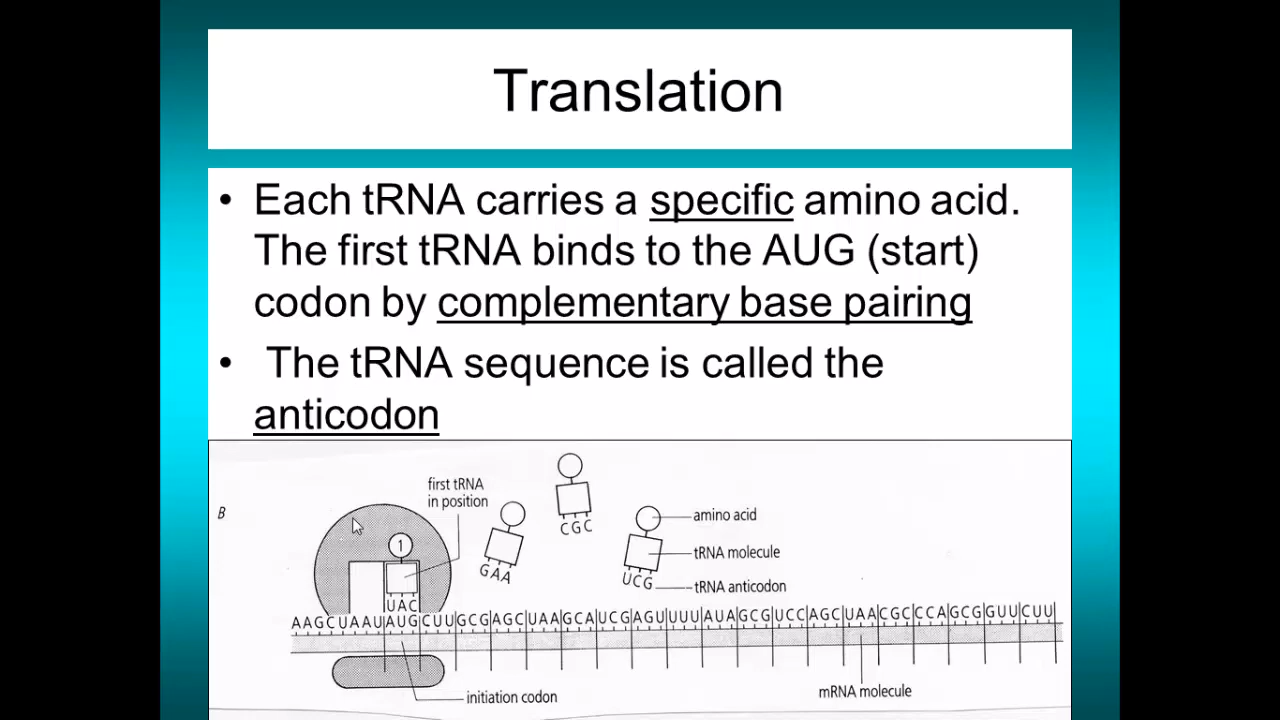 Translation
• Each tRNA carries a specific amino acid.
The first tRNA binds to the AUG (start)
codon by complementary base pairing
• The tRNA sequence is called the
anticodon
B
first tRNA
in position
1
UAC
GAA
CGC
UCG
amino acid
tRNA molecule
tRNA anticodon
AAGCUAAUAUGCUUGCGAGCUAAGCAUCGAGUUUUAUAGCGUCCAGCUAACGCCCAGCGGUUCUU
initiation codon
mRNA molecule